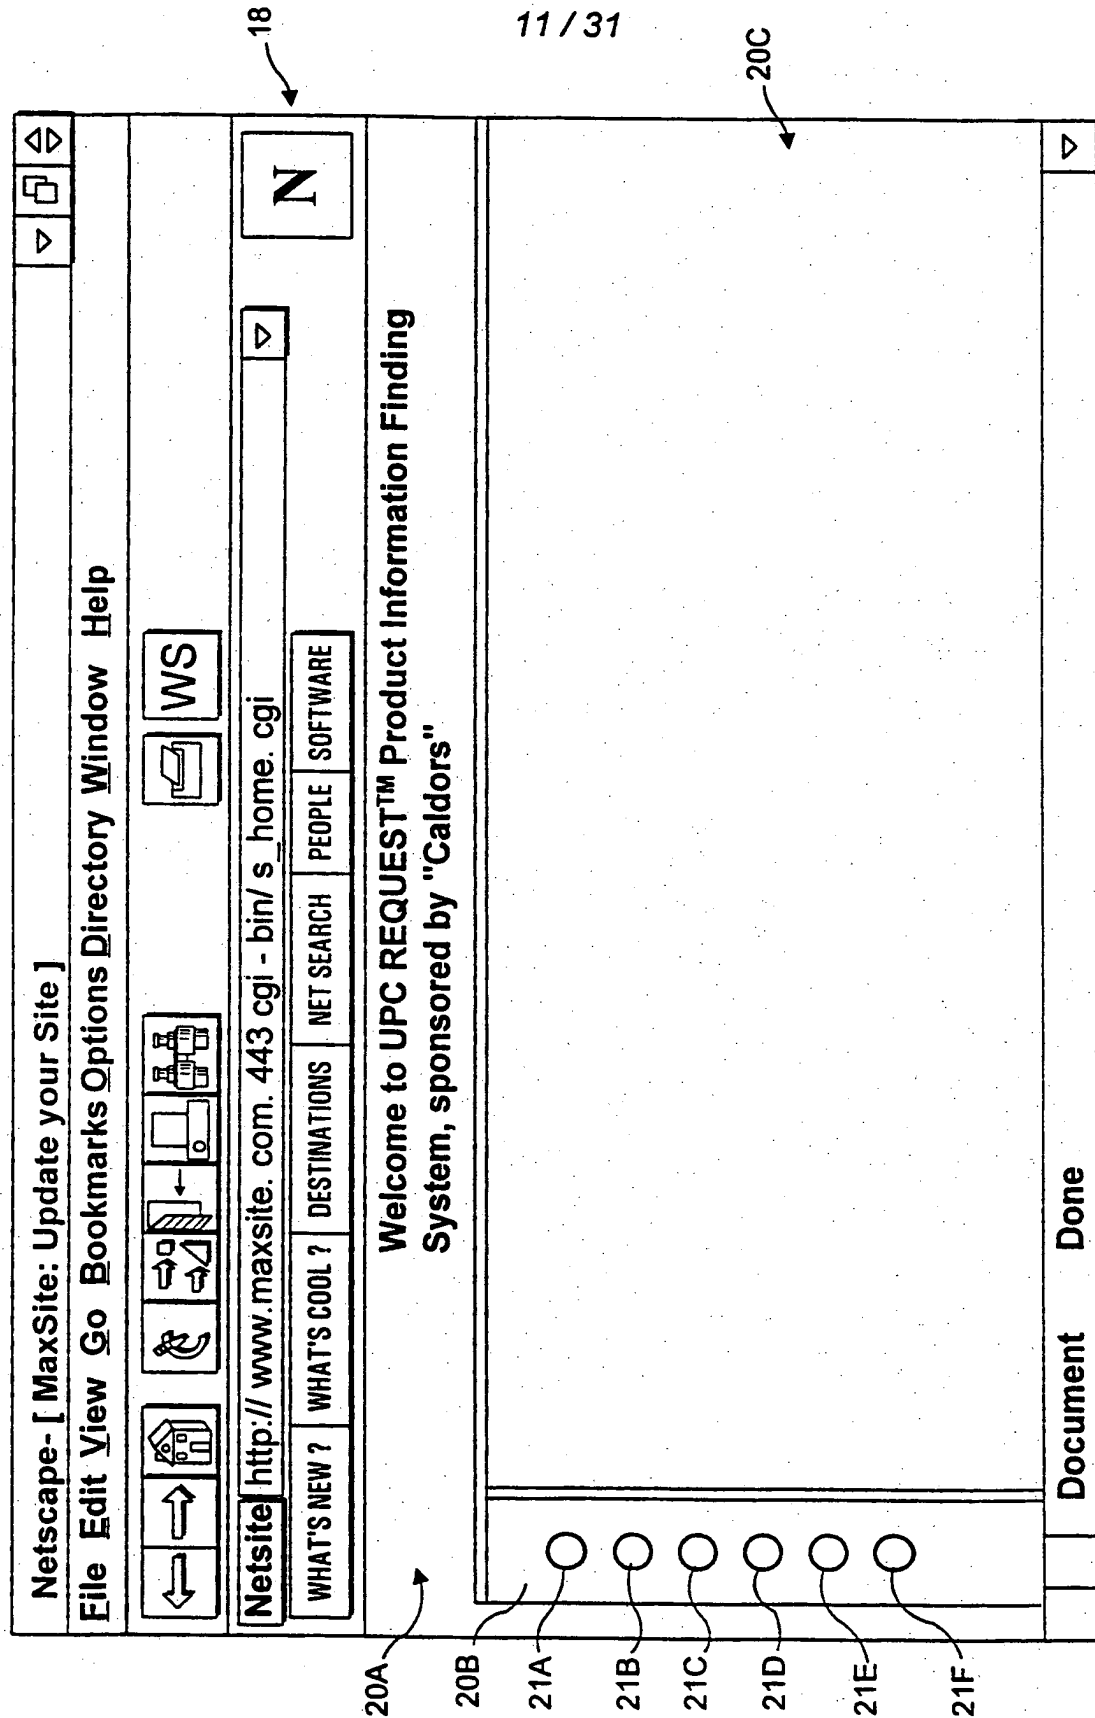 11 / 31
18
Netscape- [ MaxSite: Update your Site ]
File Edit View Go Bookmarks Options Directory Window Help
WS
Netsite http:// www.maxsite. com. 443 cgi - bin/ s_home. cgi
N
WHAT'S NEW ? WHAT'S COOL ? DESTINATIONS NET SEARCH PEOPLE SOFTWARE
Welcome to UPC REQUEST™ Product Information Finding
System, sponsored by "Caldors"
20A
20B
21A
21B
21C
21D
21E
21F
20C
Document Done